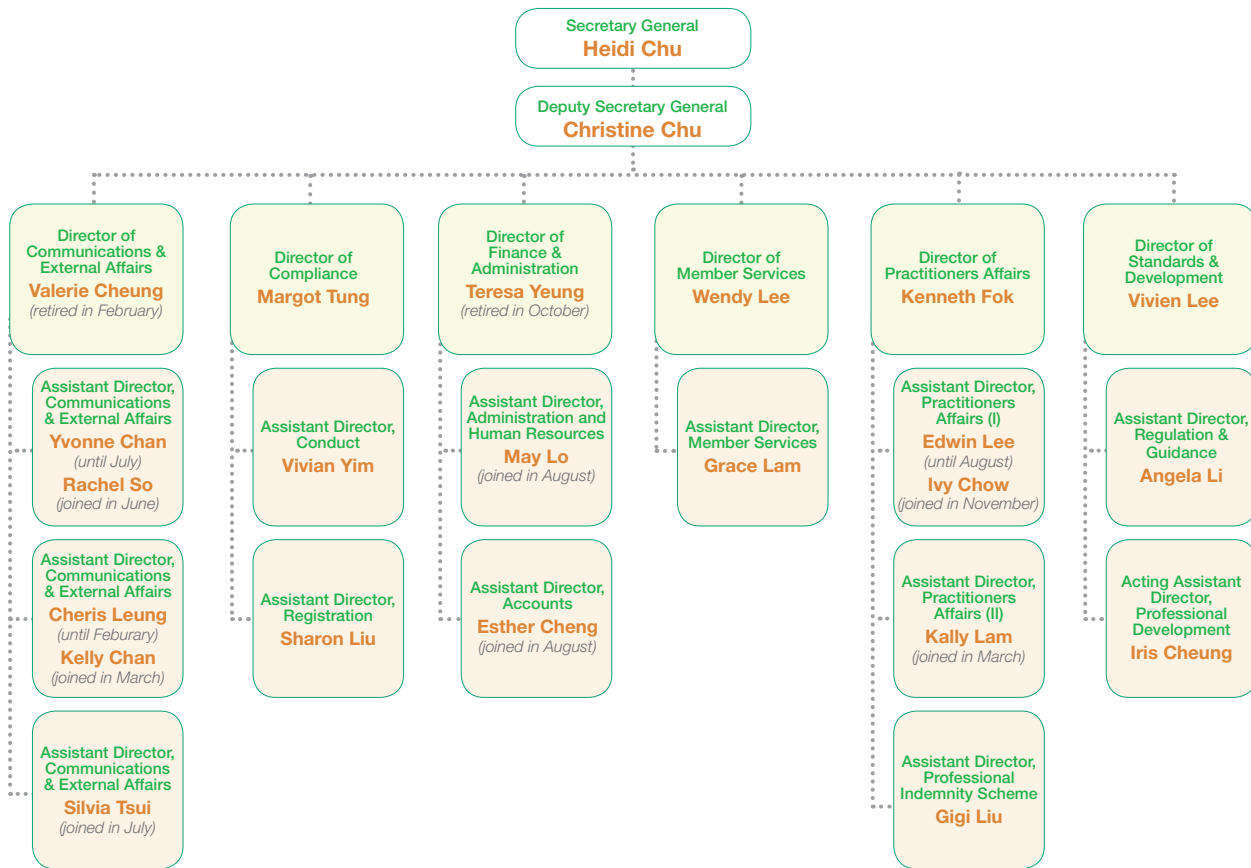 Secretary General
Heidi Chu
Deputy Secretary General
Christine Chu
Director of
Communications &
External Affairs
Valerie Cheung
(retired in February)
Assistant Director,
Communications
& External Affairs
Yvonne Chan
(until July)
Rachel So
(joined in June)
Assistant Director,
Communications
& External Affairs
Cheris Leung
(until Feburary)
Kelly Chan
(joined in March)
Assistant Director,
Communications
& External Affairs
Silvia Tsui
(joined in July)
Director of
Compliance
Margot Tung
Assistant Director,
Conduct
Vivian Yim
Assistant Director,
Registration
Sharon Liu
Director of
Finance &
Administration
Teresa Yeung
(retired in October)
Assistant Director,
Administration and
Human Resources
May Lo
(joined in August)
Assistant Director,
Accounts
Esther Cheng
(joined in August)
Director of
Member Services
Wendy Lee
Assistant Director,
Member Services
Grace Lam
Director of
Practitioners Affairs
Kenneth Fok
Assistant Director,
Practitioners
Affairs (I)
Edwin Lee
(until August)
Ivy Chow
(joined in November)
Assistant Director,
Practitioners
Affairs (II)
Kally Lam
(joined in March)
Assistant Director,
Professional
Indemnity Scheme
Gigi Liu
Director of
Standards &
Development
Vivien Lee
Assistant Director,
Regulation &
Guidance
Angela Li
Acting Assistant
Director,
Professional
Development
Iris Cheung